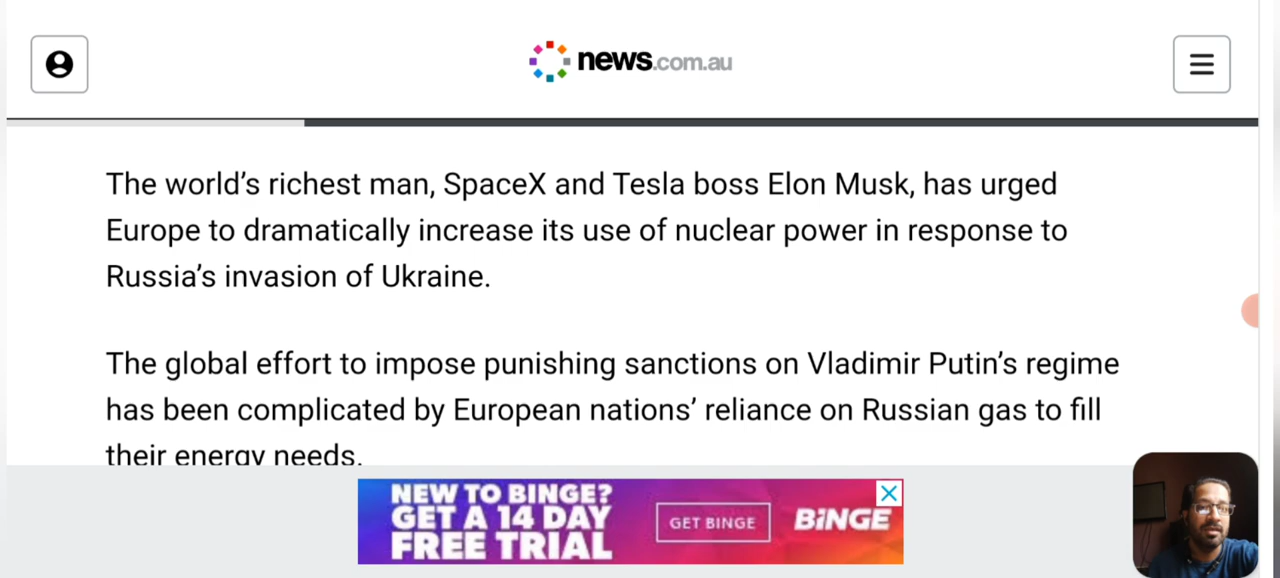 news.com.au
The world’s richest man, SpaceX and Tesla boss Elon Musk, has urged
Europe to dramatically increase its use of nuclear power in response to
Russia’s invasion of Ukraine.
The global effort to impose punishing sanctions on Vladimir Putin’s regime
has been complicated by European nations’ reliance on Russian gas to fill
their energy needs.
NEW TO BINGE?
GET A 14 DAY
FREE TRIAL
GET BINGE
BiNGE